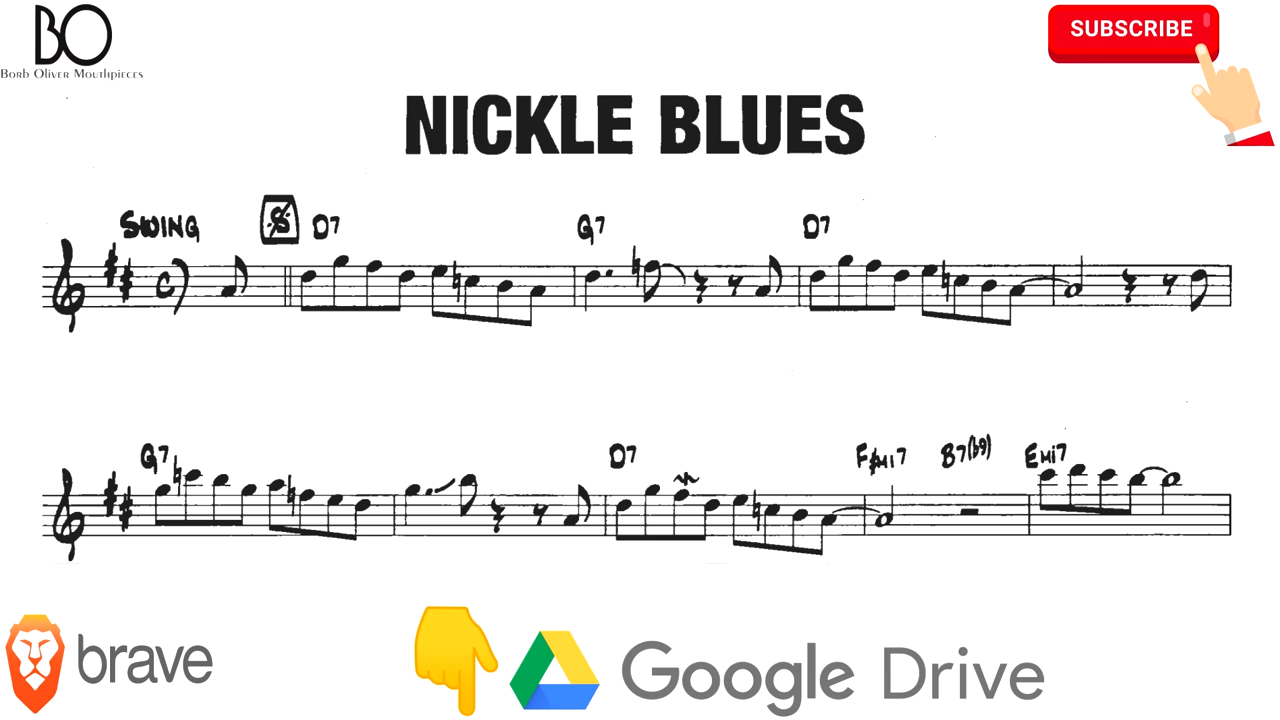 BO
Borb Oliver Mouthpieces
SUBSCRIBE
NICKLE BLUES
SWING D7 G7 D7
G7 D7 F#MI7 B7(b9) EMI7
brave
Google Drive